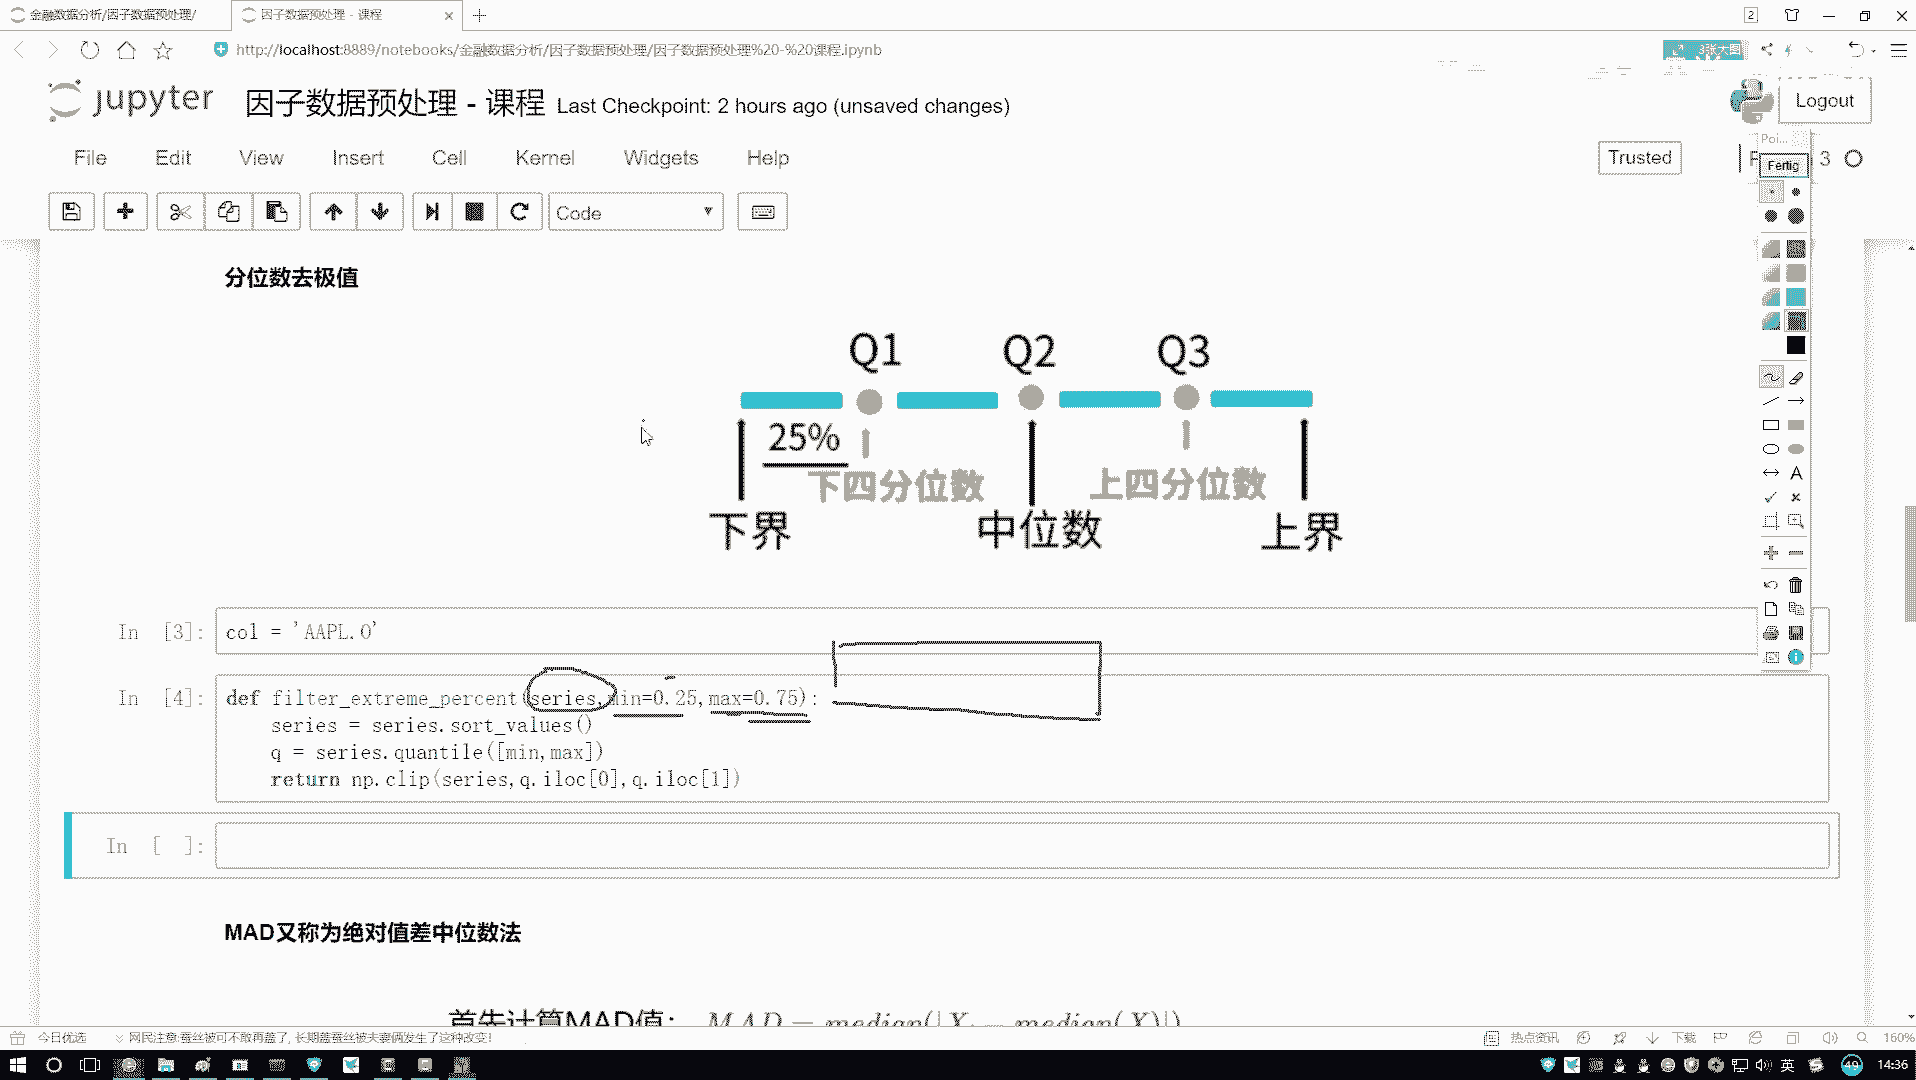 金融数据分析/因子数据预处理/
因子数据预处理 - 课程
2
http://localhost:8889/notebooks/金融数据分析/因子数据预处理/因子数据预处理%20-%20课程.ipynb
3张大图
jupyter 因子数据预处理 - 课程 Last Checkpoint: 2 hours ago (unsaved changes)
Logout
File Edit View Insert Cell Kernel Widgets Help
Trusted
3
Fertig
Code
分位数去极值
Q1 Q2 Q3
25%
下四分位数 上四分位数
下界 中位数 上界
In [3]: col = 'AAPL.O'
In [4]: def filter_extreme_percent(series,min=0.25,max=0.75):
series = series.sort_values()
q = series.quantile([min,max])
return np.clip(series,q.iloc[0],q.iloc[1])
In [ ]:
MAD又称为绝对值差中位数法
首先计算MAD值:
今日优选
网民注意:蚕丝被可不敢再盖了, 长期盖蚕丝被夫妻俩发生了这种改变!
热点资讯
下载
160%
英
49
14:36